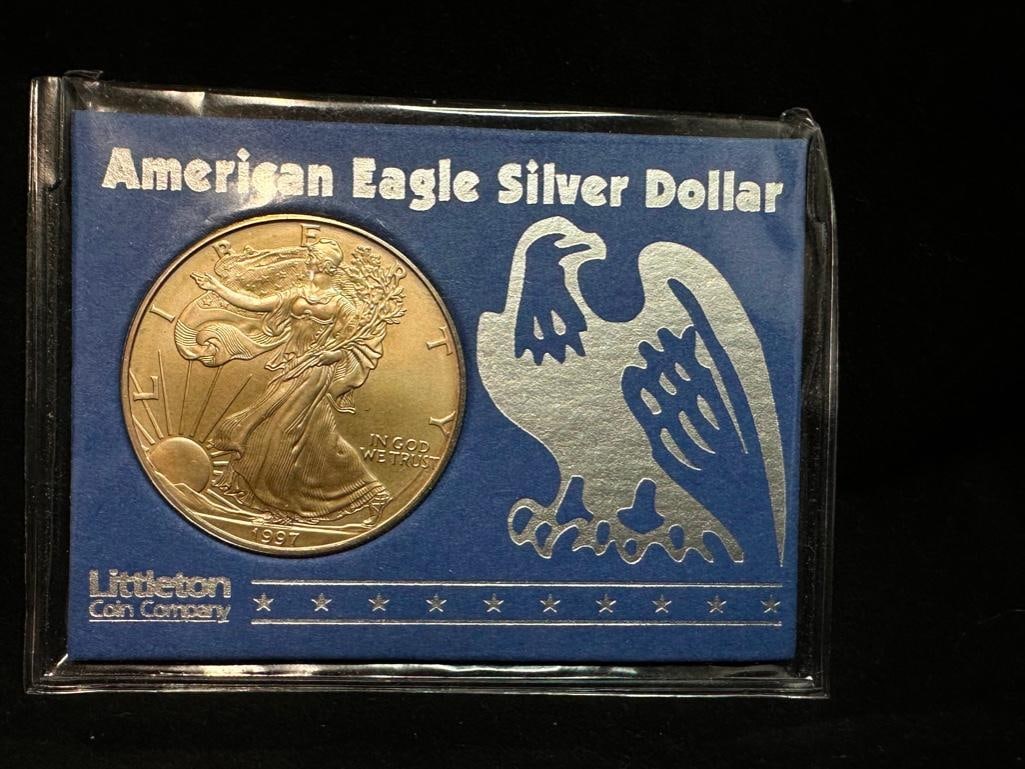 American Eagle Silver Dollar
LIBERTY
IN GOD
WE TRUST
1997
Littleton
Coin Company